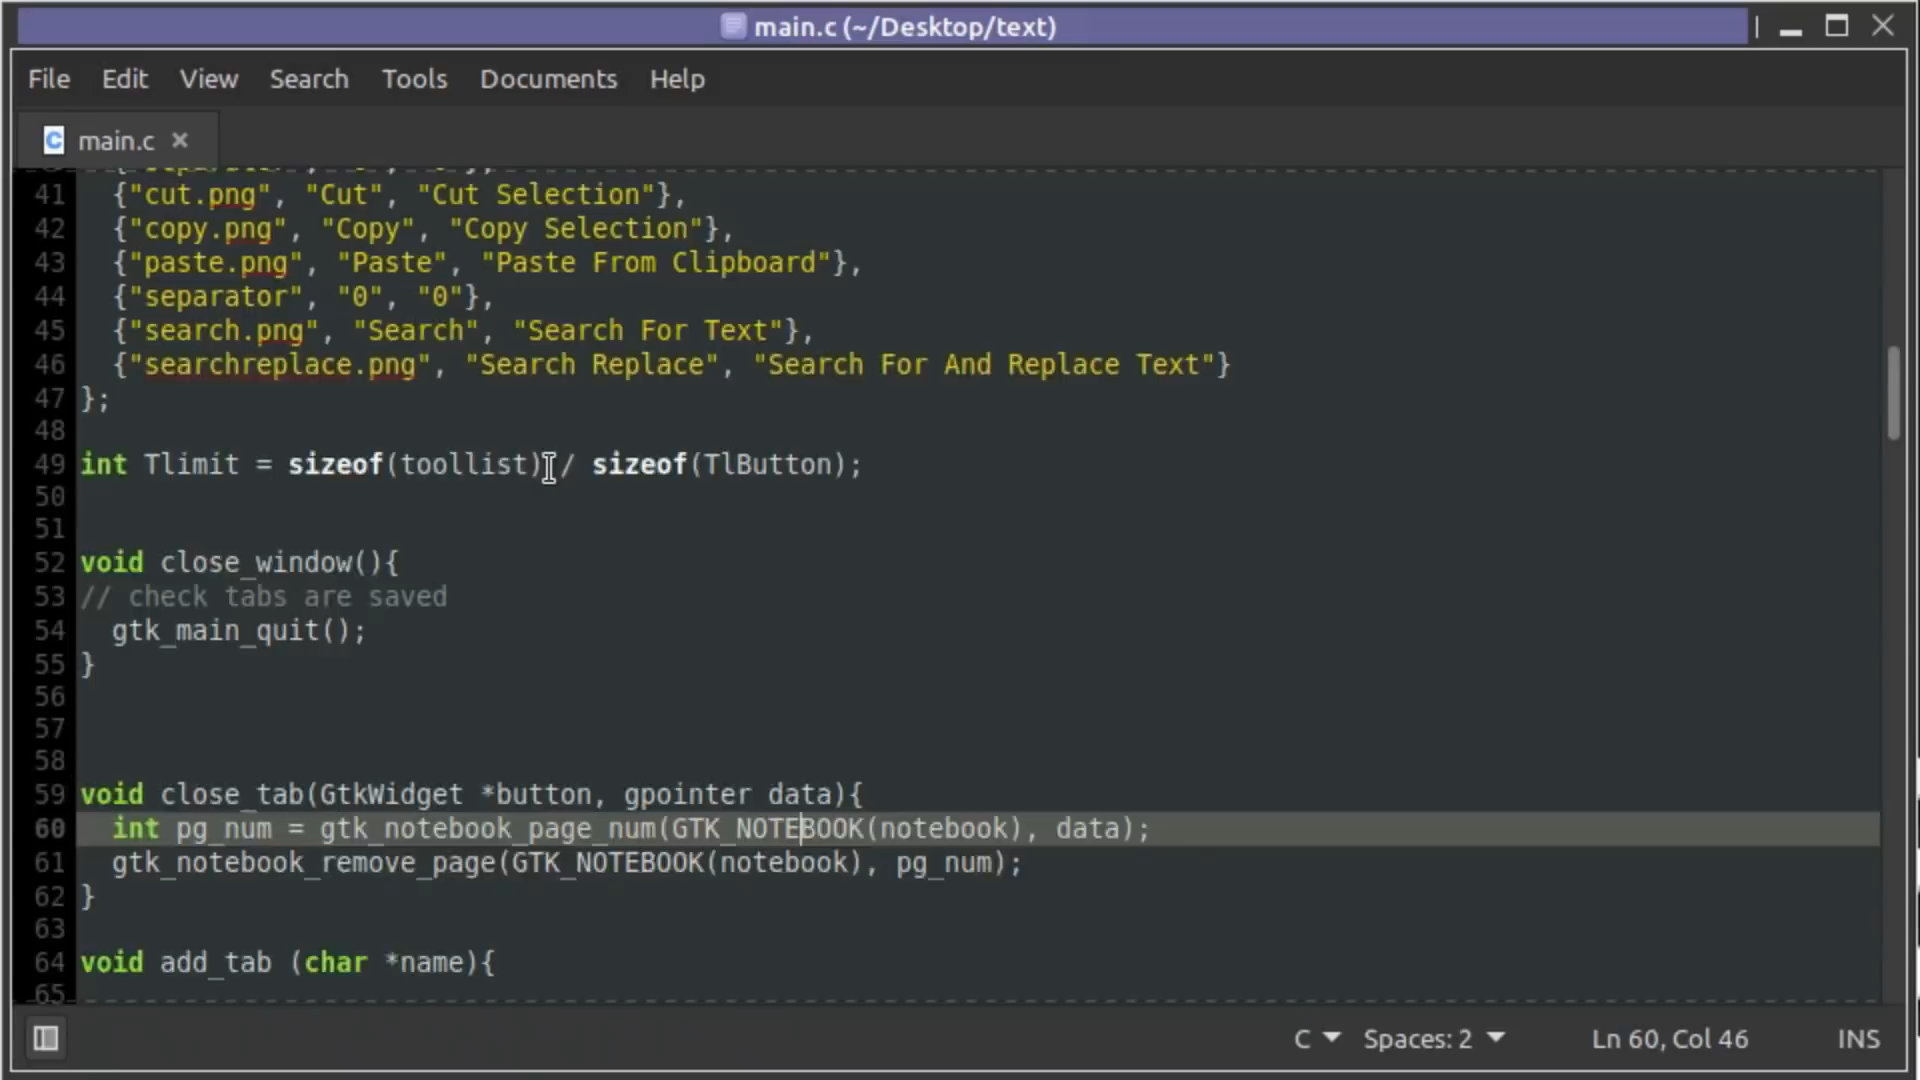 main.c (~/Desktop/text)
File Edit View Search Tools Documents Help
main.c
41 {"cut.png", "Cut", "Cut Selection"},
42 {"copy.png", "Copy", "Copy Selection"},
43 {"paste.png", "Paste", "Paste From Clipboard"},
44 {"separator", "0", "0"},
45 {"search.png", "Search", "Search For Text"},
46 {"searchreplace.png", "Search Replace", "Search For And Replace Text"}
47 };
48
49 int Tlimit = sizeof(toollist) / sizeof(TlButton);
50
51
52 void close_window(){
53 // check tabs are saved
54 gtk_main_quit();
55 }
56
57
58
59 void close_tab(GtkWidget *button, gpointer data){
60 int pg_num = gtk_notebook_page_num(GTK_NOTEBOOK(notebook), data);
61 gtk_notebook_remove_page(GTK_NOTEBOOK(notebook), pg_num);
62 }
63
64 void add_tab (char *name){
65
C Spaces: 2 Ln 60, Col 46 INS